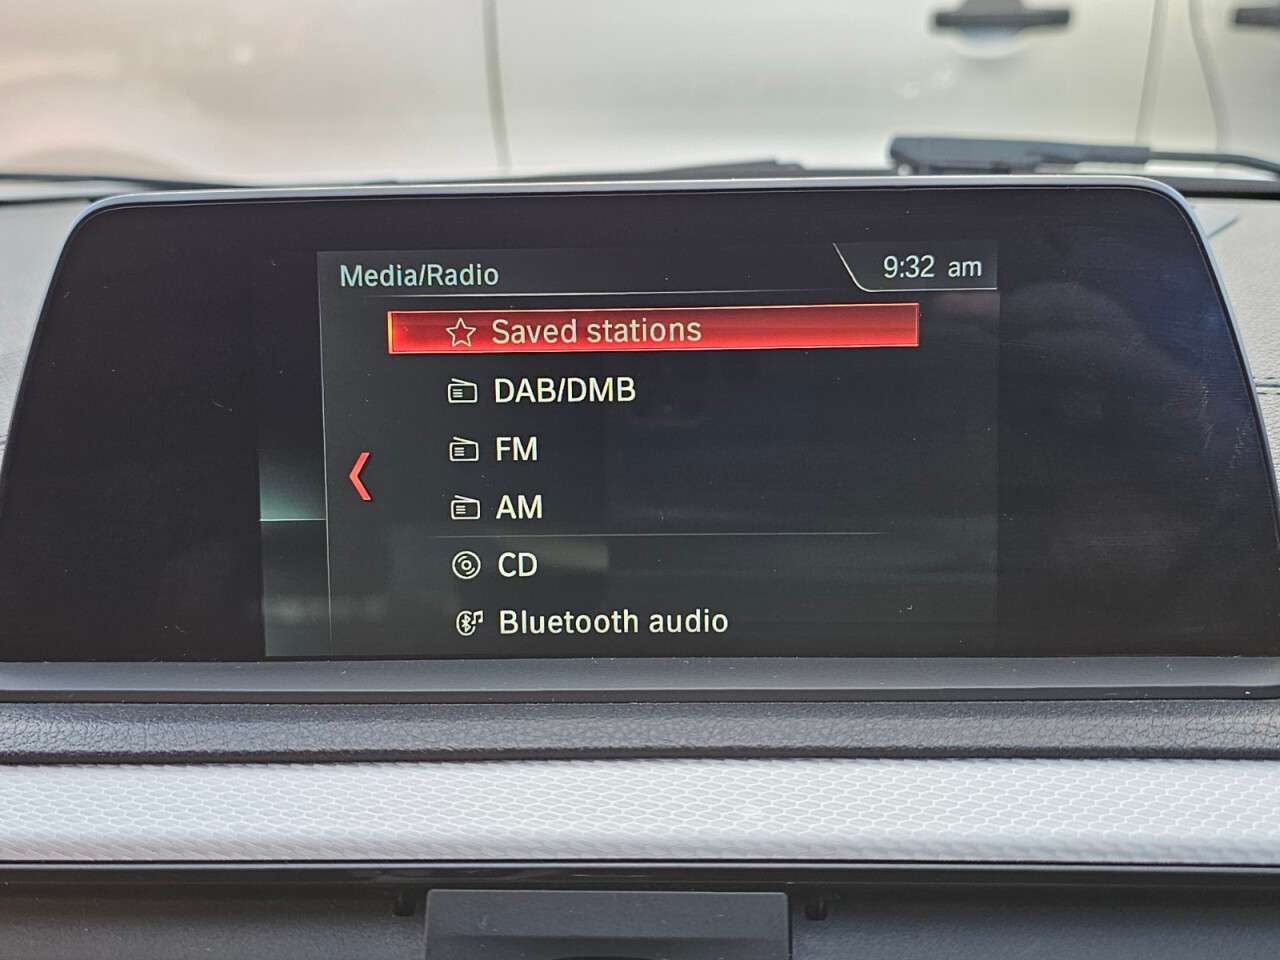 Media/Radio
9:32 am
Saved stations
DAB/DMB
FM
AM
CD
Bluetooth audio